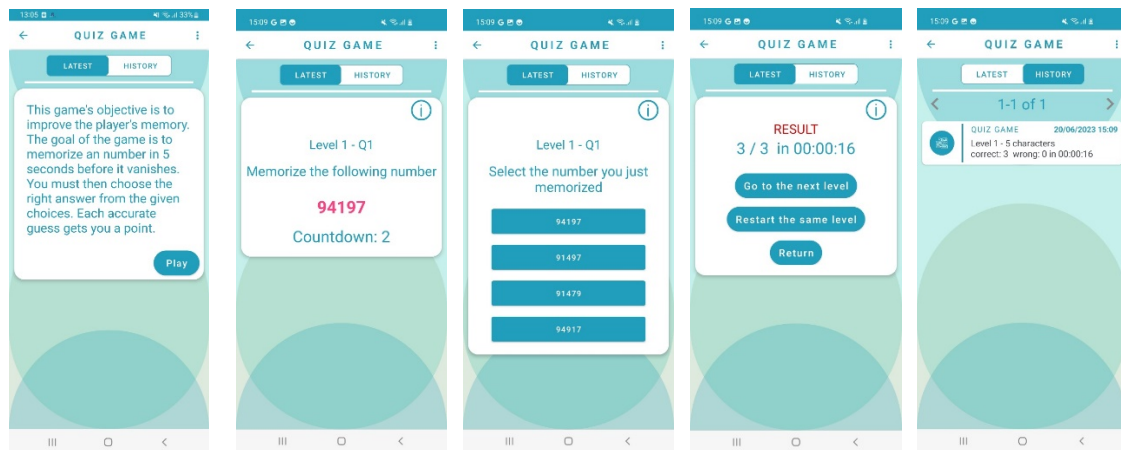 13:05
33%
QUIZ GAME
LATEST HISTORY
This game's objective is to
improve the player's memory.
The goal of the game is to
memorize an number in 5
seconds before it vanishes.
You must then choose the
right answer from the given
choices. Each accurate
guess gets you a point.
Play
15:09 G
QUIZ GAME
LATEST HISTORY
Level 1 - Q1
Memorize the following number
94197
Countdown: 2
15:09 G
QUIZ GAME
LATEST HISTORY
Level 1 - Q1
Select the number you just
memorized
94197
91497
91479
94917
15:09 G
QUIZ GAME
LATEST HISTORY
RESULT
3 / 3 in 00:00:16
Go to the next level
Restart the same level
Return
15:09 G
QUIZ GAME
LATEST HISTORY
1-1 of 1
QUIZ GAME 20/06/2023 15:09
Level 1 - 5 characters
correct: 3 wrong: 0 in 00:00:16